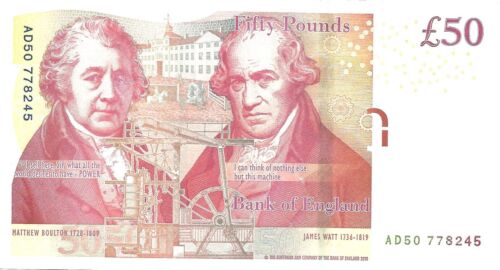 Fifty Pounds
£50
AD50 778245
"I sell here, Sir, what all the
world desires to have - POWER"
I can think of nothing else
but this machine
Bank of England
MATTHEW BOULTON 1728-1809
50
50
JAMES WATT 1736-1819
AD50 778245
© THE GOVERNOR AND COMPANY OF THE BANK OF ENGLAND 2010